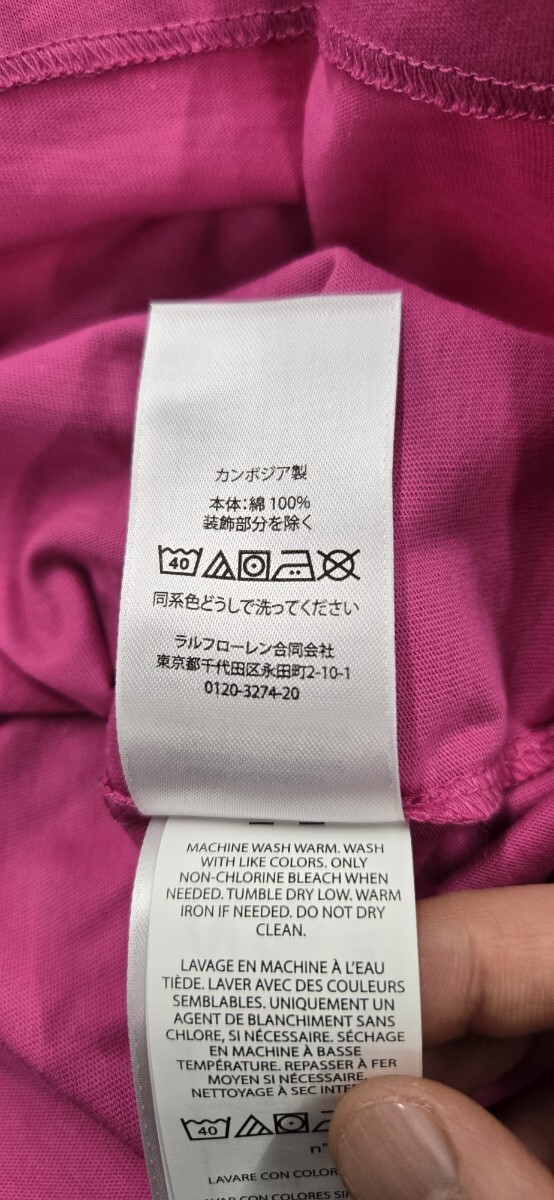 カンボジア製
本体：綿 100%
装飾部分を除く
40
同系色どうしで洗ってください
ラルフローレン合同会社
東京都千代田区永田町2-10-1
0120-3274-20
MACHINE WASH WARM. WASH
WITH LIKE COLORS. ONLY
NON-CHLORINE BLEACH WHEN
NEEDED. TUMBLE DRY LOW. WARM
IRON IF NEEDED. DO NOT DRY
CLEAN.
LAVAGE EN MACHINE À L'EAU
TIÈDE. LAVER AVEC DES COULEURS
SEMBLABLES. UNIQUEMENT UN
AGENT DE BLANCHIMENT SANS
CHLORE, SI NÉCESSAIRE. SÉCHAGE
EN MACHINE À BASSE
TEMPÉRATURE. REPASSER À FER
MOYEN SI NÉCESSAIRE.
NETTOYAGE À SEC
40
LAVARE CON
CON COLORES